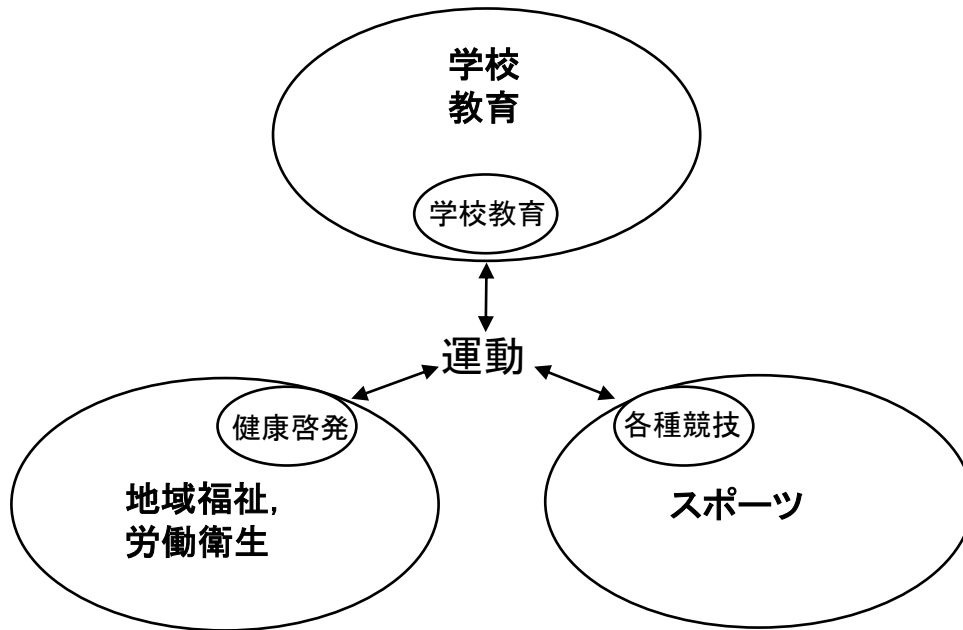 学校
教育
学校教育
運動
健康啓発
各種競技
地域福祉,
労働衛生
スポーツ